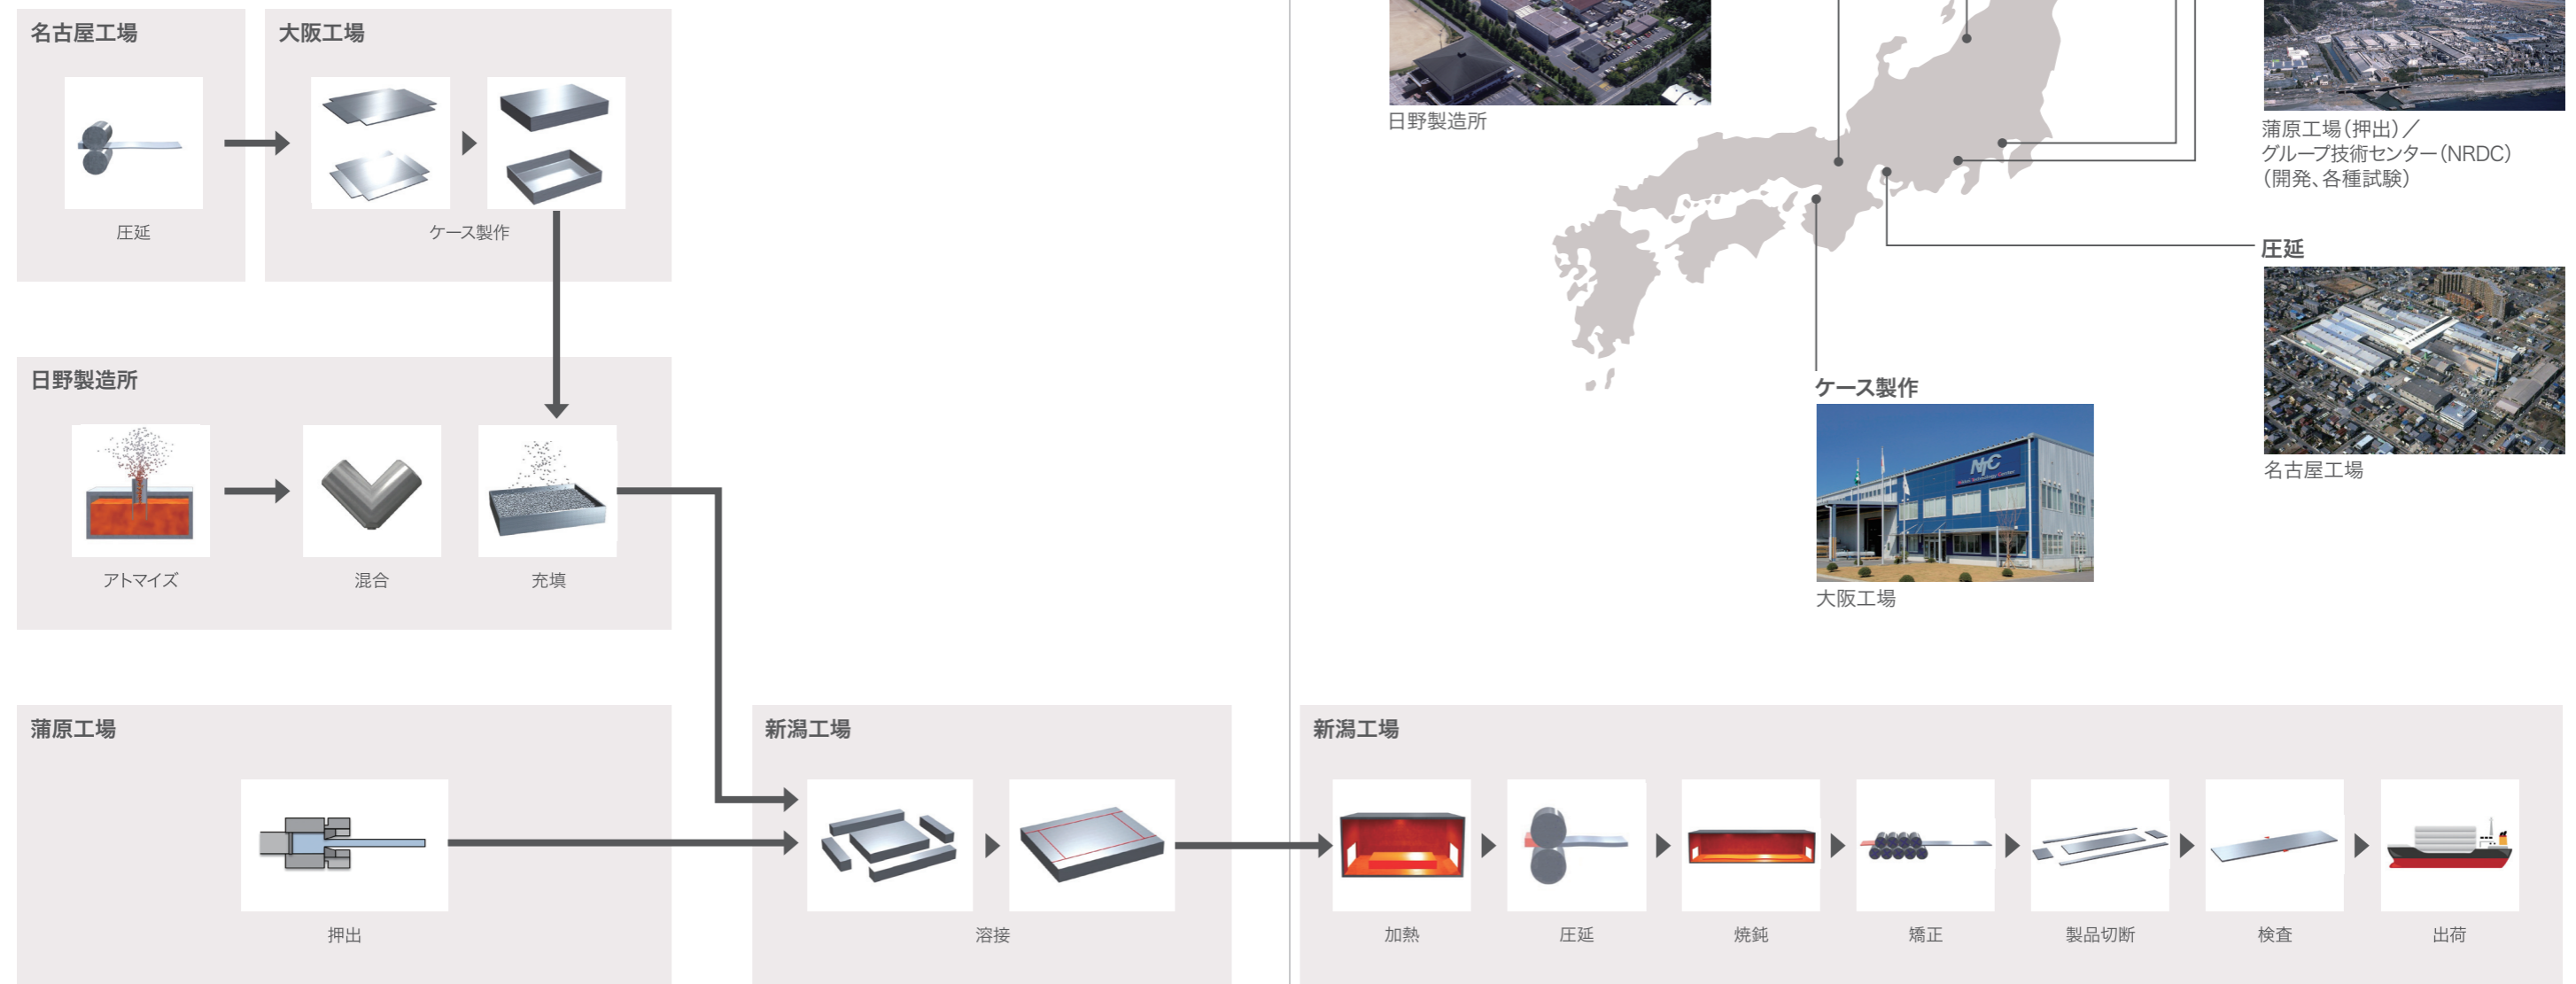 名古屋工場
大阪工場
圧延
ケース製作
日野製造所
アトマイズ
混合
充填
蒲原工場
押出
新潟工場
溶接
日野製造所
蒲原工場(押出)／
グループ技術センター(NRDC)
(開発、各種試験)
圧延
名古屋工場
ケース製作
NTC
大阪工場
新潟工場
加熱
圧延
焼鈍
矯正
製品切断
検査
出荷